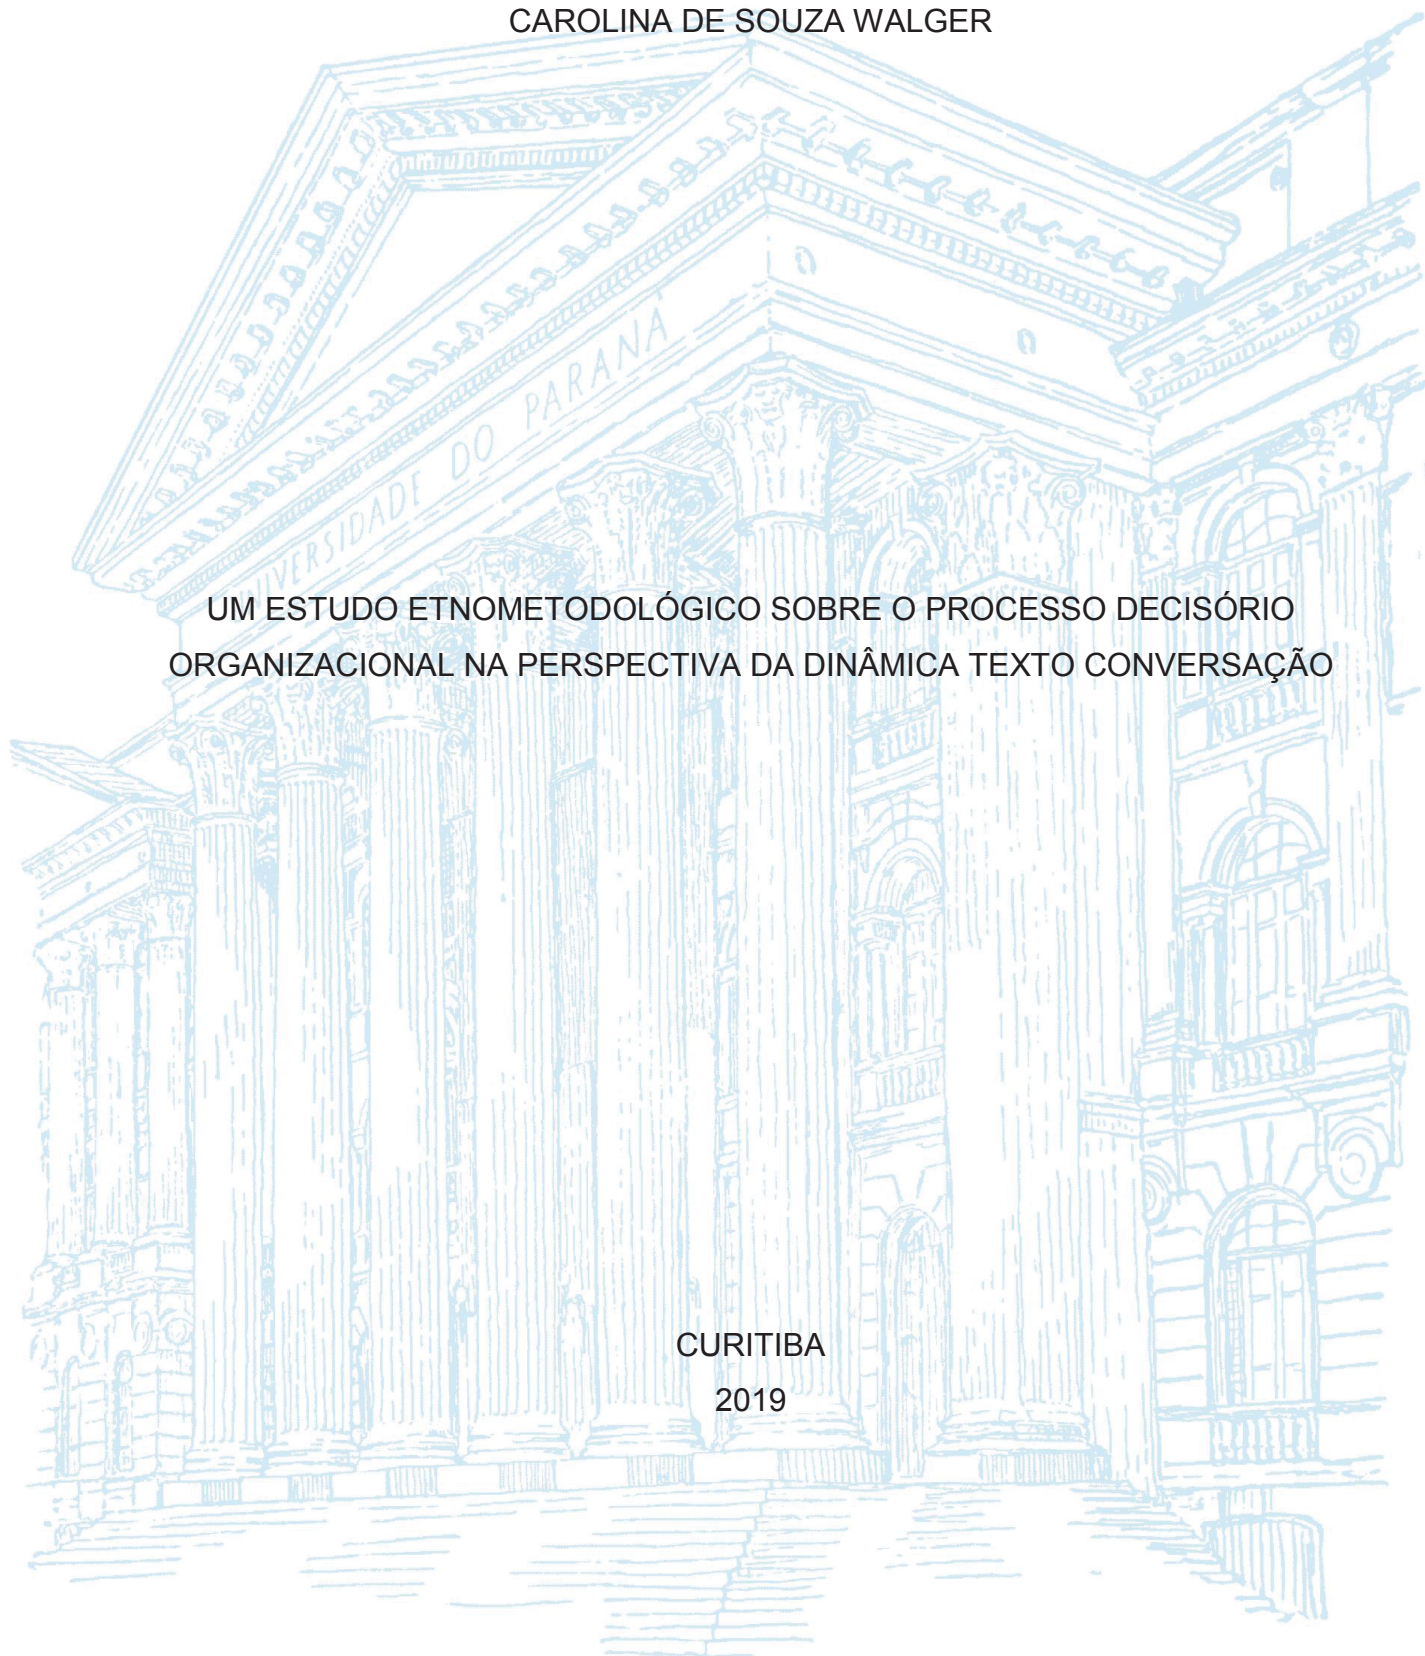 CAROLINA DE SOUZA WALGER
UNIVERSIDADE DO PARANÁ
UM ESTUDO ETNOMETODOLÓGICO SOBRE O PROCESSO DECISÓRIO
ORGANIZACIONAL NA PERSPECTIVA DA DINÂMICA TEXTO CONVERSAÇÃO
CURITIBA
2019